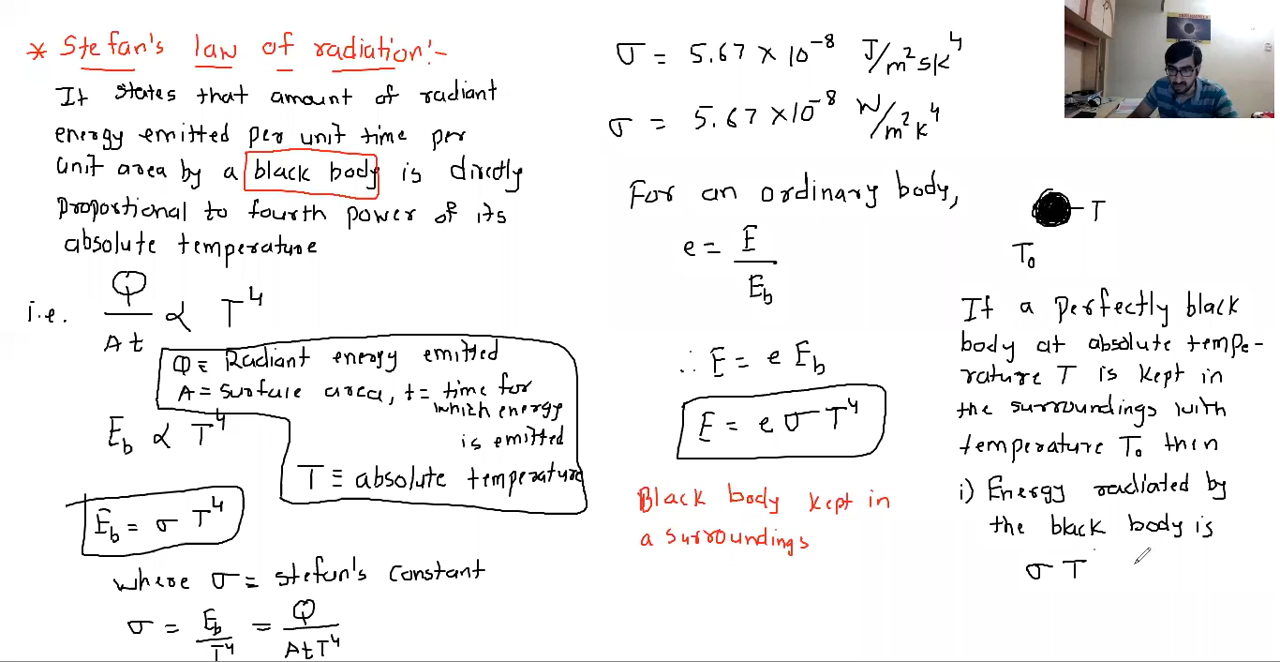 * Stefan's law of radiation:-
It states that amount of radiant
energy emitted per unit time per
unit area by a black body is directly
proportional to fourth power of its
absolute temperature
i.e. Q/At ∝ T⁴
Q ≡ Radiant energy emitted
A = surface area, t = time for
which energy
is emitted
T ≡ absolute temperature
E_b ∝ T⁴
E_b = σ T⁴
where σ = stefan's constant
σ = E_b/T⁴ = Q/AtT⁴
σ = 5.67 × 10⁻⁸ J/m²sk⁴
σ = 5.67 × 10⁻⁸ W/m²k⁴
For an ordinary body,
e = E/E_b
∴ E = e E_b
E = e σ T⁴
Black body kept in
a surroundings
T
T₀
If a perfectly black
body at absolute tempe-
rature T is kept in
the surroundings with
temperature T₀ then
i) Energy radiated by
the black body is
σ T